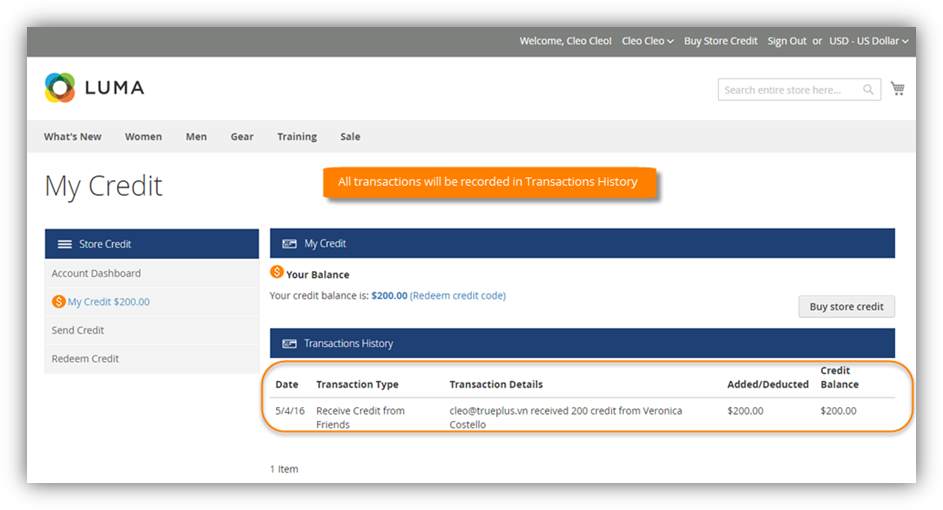 Welcome, Cleo Cleo! Cleo Cleo Buy Store Credit Sign Out or USD - US Dollar
LUMA
Search entire store here...
What's New Women Men Gear Training Sale
My Credit
All transactions will be recorded in Transactions History
Store Credit
Account Dashboard
$ My Credit $200.00
Send Credit
Redeem Credit
My Credit
$ Your Balance
Your credit balance is: $200.00 (Redeem credit code)
Buy store credit
Transactions History
Date Transaction Type Transaction Details Added/Deducted Credit
Balance
5/4/16 Receive Credit from cleo@trueplus.vn received 200 credit from Veronica $200.00 $200.00
Friends Costello
1 Item